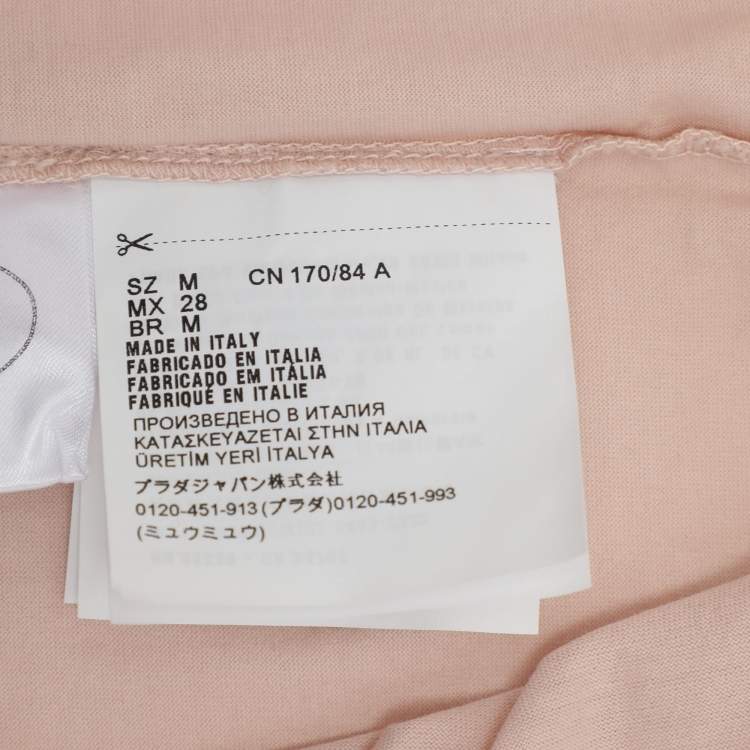 SZ M CN 170/84 A
MX 28
BR M
MADE IN ITALY
FABRICADO EN ITALIA
FABRICADO EM ITÁLIA
FABRIQUÉ EN ITALIE
ПРОИЗВЕДЕНО В ИТАЛИЯ
ΚΑΤΑΣΚΕΥΑΖΕΤΑΙ ΣΤΗΝ ΙΤΑΛΙΑ
ÜRETİM YERİ İTALYA
プラダジャパン株式会社
0120-451-913(プラダ)0120-451-993
(ミュウミュウ)